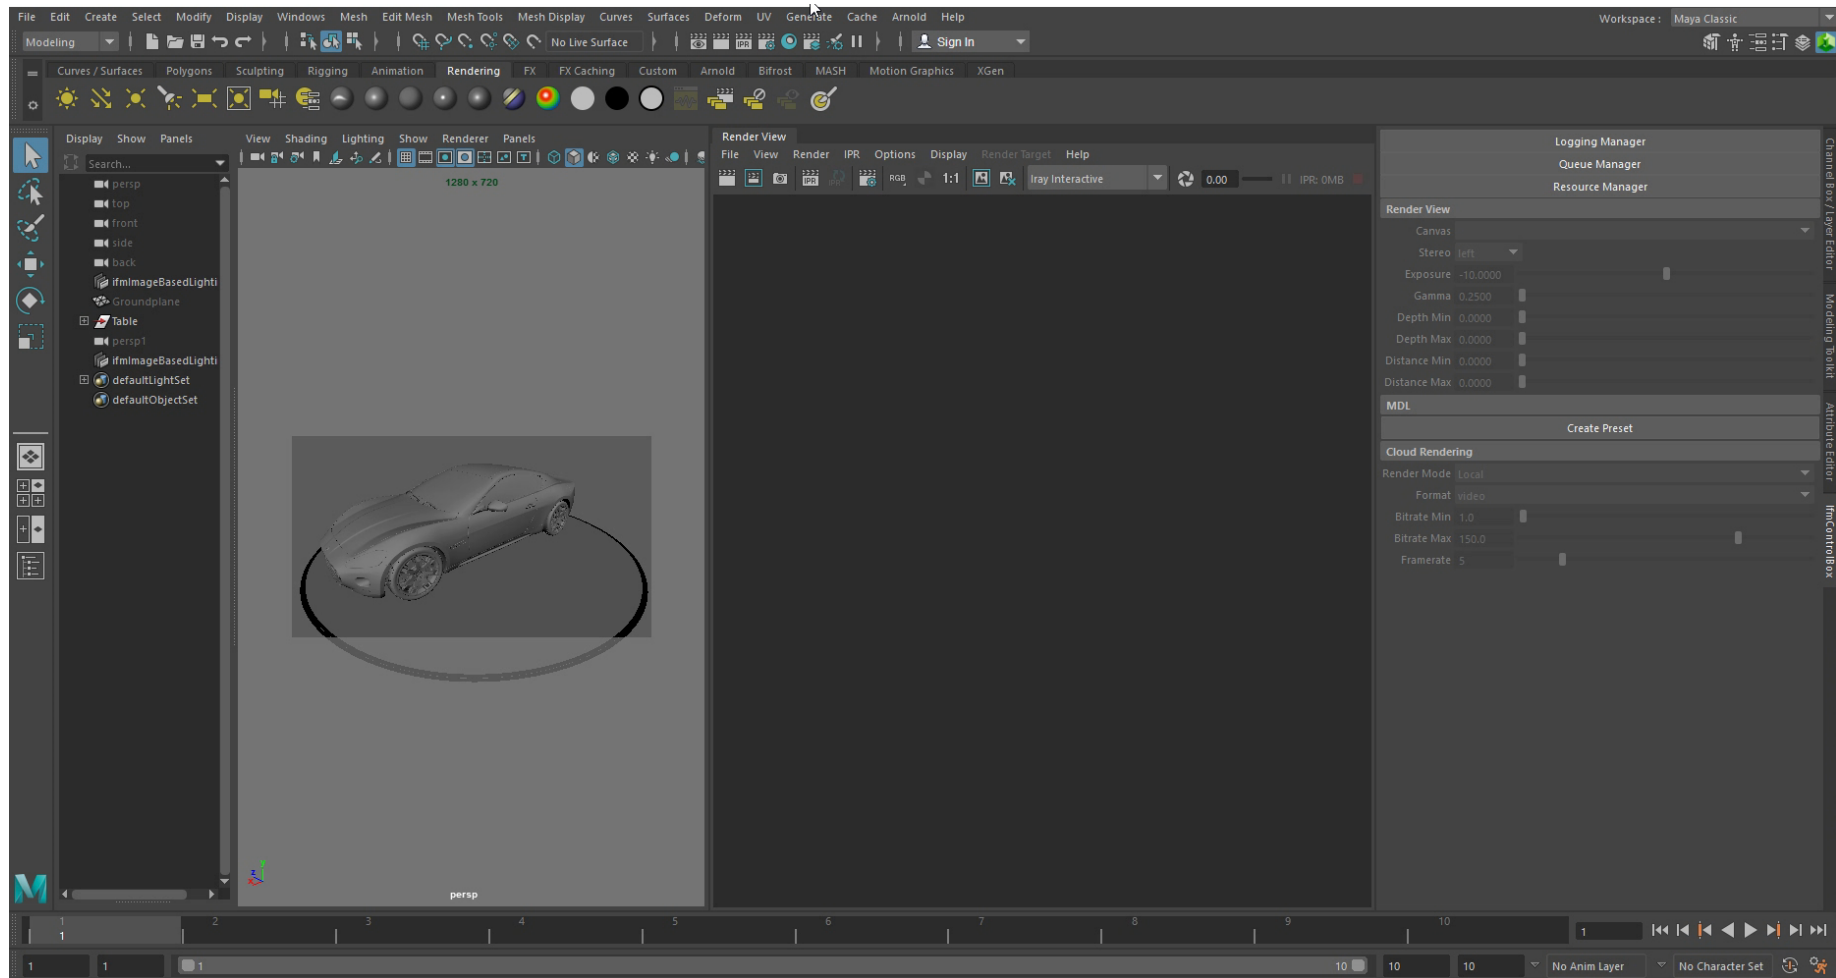 File Edit Create Select Modify Display Windows Mesh Edit Mesh Mesh Tools Mesh Display Curves Surfaces Deform UV Generate Cache Arnold Help Workspace : Maya Classic
Modeling No Live Surface IPR Sign In
Curves / Surfaces Polygons Sculpting Rigging Animation Rendering FX FX Caching Custom Arnold Bifrost MASH Motion Graphics XGen
Display Show Panels
Search...
persp
top
front
side
back
ifmImageBasedLighti
Groundplane
Table
persp1
ifmImageBasedLighti
defaultLightSet
defaultObjectSet
View Shading Lighting Show Renderer Panels
1280 x 720
persp
Render View
File View Render IPR Options Display Render Target Help
IPR RGB 1:1 Iray Interactive 0.00 IPR: 0MB
Logging Manager
Queue Manager
Resource Manager
Render View
Canvas
Stereo left
Exposure -10.0000
Gamma 0.2500
Depth Min 0.0000
Depth Max 0.0000
Distance Min 0.0000
Distance Max 0.0000
MDL
Create Preset
Cloud Rendering
Render Mode Local
Format video
Bitrate Min 1.0
Bitrate Max 150.0
Framerate 5
Channel Box / Layer Editor
Modeling Toolkit
Attribute Editor
IfmControlBox
1 2 3 4 5 6 7 8 9 10
1 1
1 1 1 10 10 10 No Anim Layer No Character Set